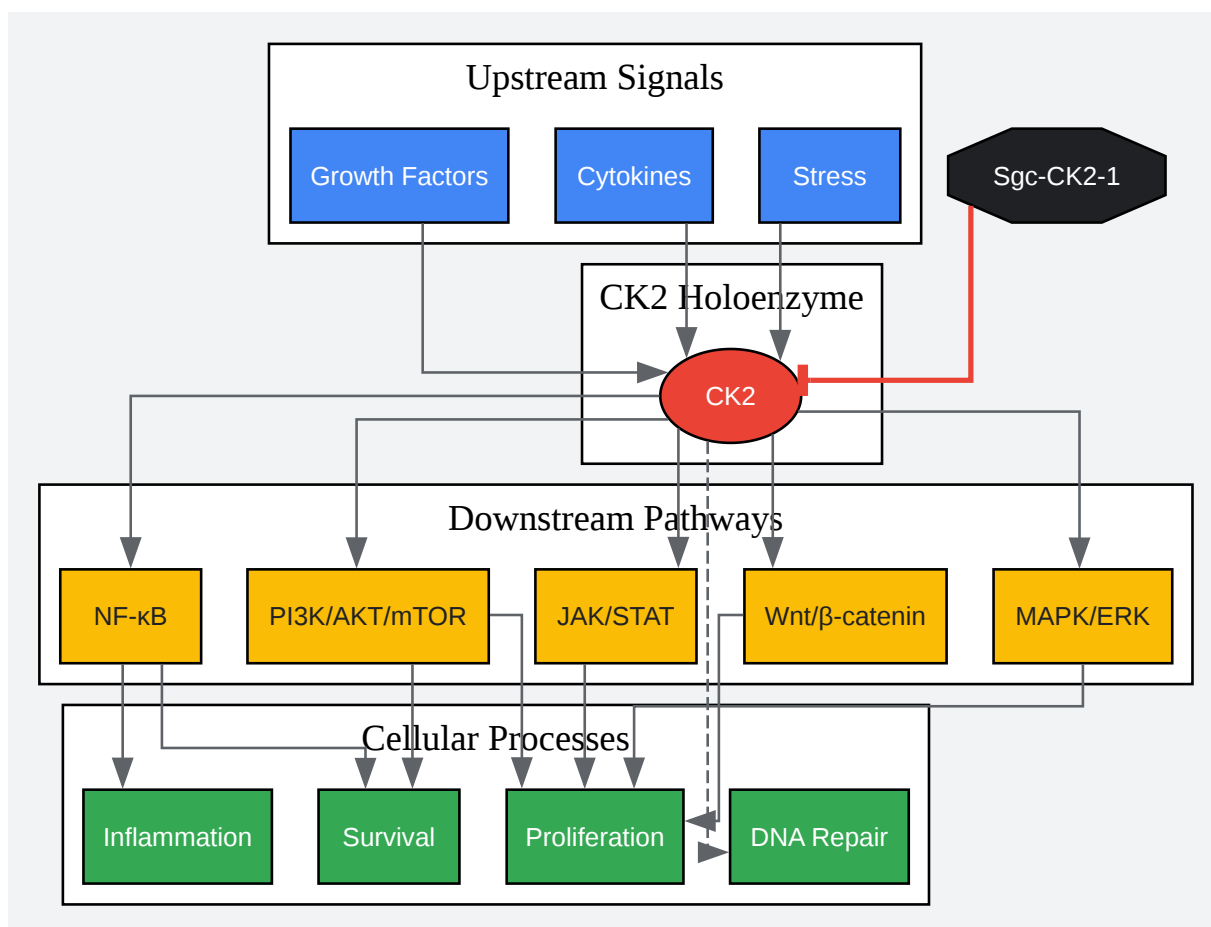 Upstream Signals
Growth Factors
Cytokines
Stress
Sgc-CK2-1
CK2 Holoenzyme
CK2
Downstream Pathways
NF-κB
PI3K/AKT/mTOR
JAK/STAT
Wnt/β-catenin
MAPK/ERK
Cellular Processes
Inflammation
Survival
Proliferation
DNA Repair